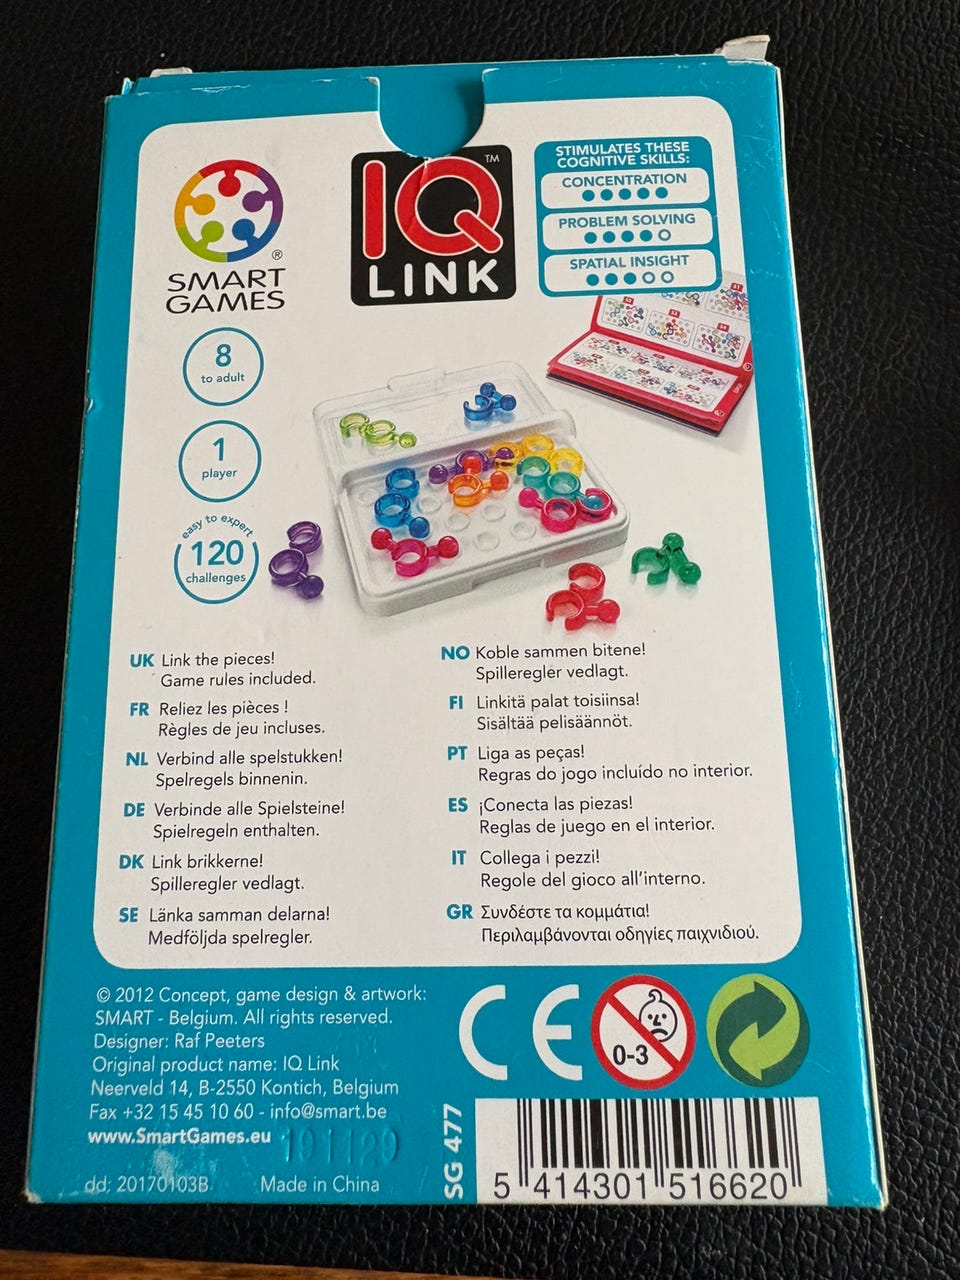 SMART
GAMES
®
IQ
™
LINK
STIMULATES THESE
COGNITIVE SKILLS:
CONCENTRATION
PROBLEM SOLVING
SPATIAL INSIGHT
8
to adult
1
player
easy to expert
120
challenges
UK Link the pieces!
Game rules included.
FR Reliez les pièces !
Règles de jeu incluses.
NL Verbind alle spelstukken!
Spelregels binnenin.
DE Verbinde alle Spielsteine!
Spielregeln enthalten.
DK Link brikkerne!
Spilleregler vedlagt.
SE Länka samman delarna!
Medföljda spelregler.
NO Koble sammen bitene!
Spilleregler vedlagt.
FI Linkitä palat toisiinsa!
Sisältää pelisäännöt.
PT Liga as peças!
Regras do jogo incluído no interior.
ES ¡Conecta las piezas!
Reglas de juego en el interior.
IT Collega i pezzi!
Regole del gioco all'interno.
GR Συνδέστε τα κομμάτια!
Περιλαμβάνονται οδηγίες παιχνιδιού.
© 2012 Concept, game design & artwork:
SMART - Belgium. All rights reserved.
Designer: Raf Peeters
Original product name: IQ Link
Neerveld 14, B-2550 Kontich, Belgium
Fax +32 15 45 10 60 - info@smart.be
www.SmartGames.eu
191129
dd: 20170103B
Made in China
CE
0-3
SG 477
5 414301 516620